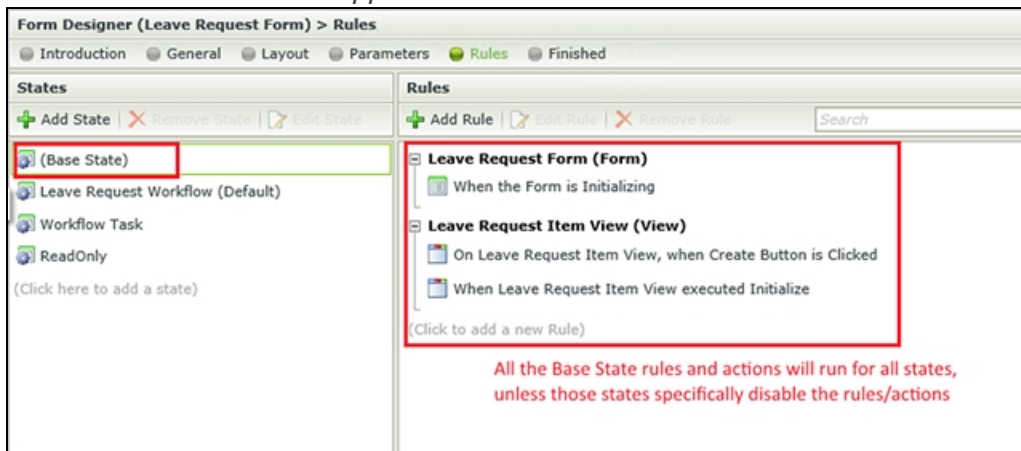 Form Designer (Leave Request Form) > Rules
Introduction General Layout Parameters Rules Finished
States
Add State Remove State Edit State
(Base State)
Leave Request Workflow (Default)
Workflow Task
ReadOnly
(Click here to add a state)
Rules
Add Rule Edit Rule Remove Rule Search
Leave Request Form (Form)
When the Form is Initializing
Leave Request Item View (View)
On Leave Request Item View, when Create Button is Clicked
When Leave Request Item View executed Initialize
(Click to add a new Rule)
All the Base State rules and actions will run for all states,
unless those states specifically disable the rules/actions